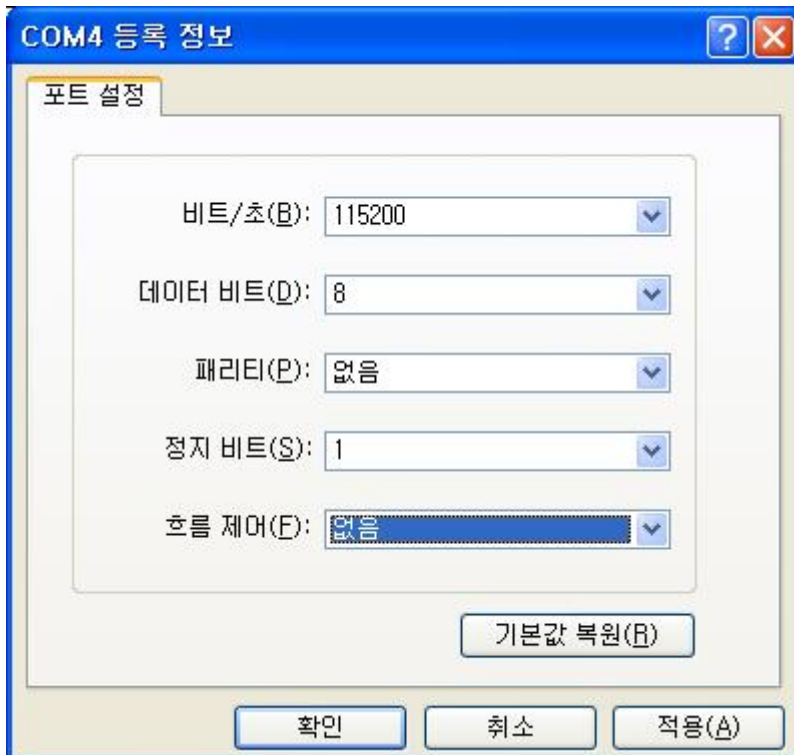 COM4 등록 정보
포트 설정
비트/초(B): 115200
데이터 비트(D): 8
패리티(P): 없음
정지 비트(S): 1
흐름 제어(F): 없음
기본값 복원(R)
확인 취소 적용(A)